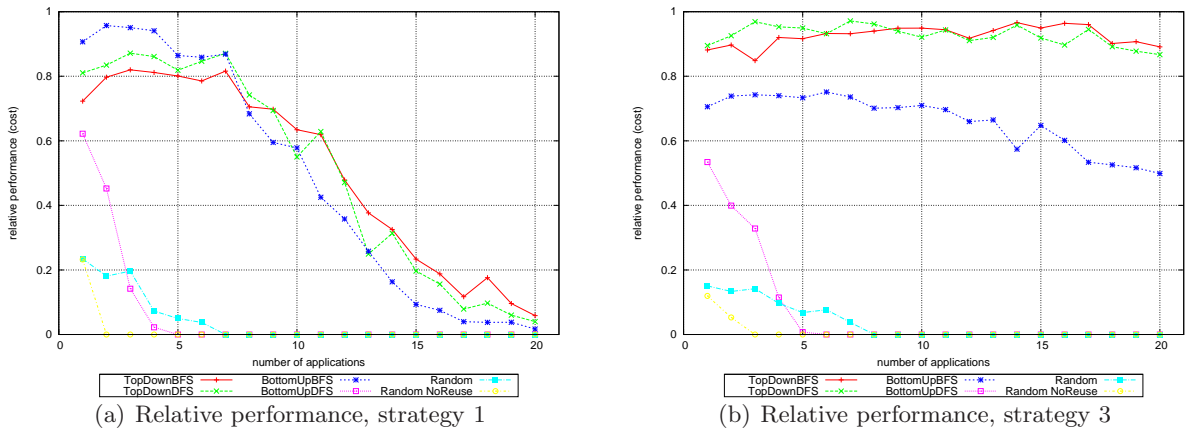 relative performance (cost)
1
0.8
0.6
0.4
0.2
0
0 5 10 15 20
number of applications
TopDownBFS BottomUpBFS Random
TopDownDFS BottomUpDFS Random NoReuse
(a) Relative performance, strategy 1
relative performance (cost)
1
0.8
0.6
0.4
0.2
0
0 5 10 15 20
number of applications
TopDownBFS BottomUpBFS Random
TopDownDFS BottomUpDFS Random NoReuse
(b) Relative performance, strategy 3